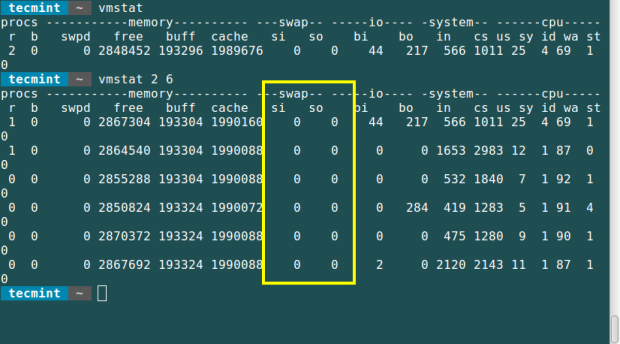 tecmint ~ vmstat
procs -----------memory---------- ---swap-- -----io---- -system-- ------cpu-----
 r  b   swpd   free   buff  cache   si   so    bi    bo   in   cs us sy id wa st
 2  0      0 2848452 193296 1989676    0    0    44   217  566 1011 25  4 69  1
0
tecmint ~ vmstat 2 6
procs -----------memory---------- ---swap-- -----io---- -system-- ------cpu-----
 r  b   swpd   free   buff  cache   si   so    bi    bo   in   cs us sy id wa st
 1  0      0 2867304 193304 1990160    0    0    44   217  566 1011 25  4 69  1
0
 1  0      0 2864540 193304 1990088    0    0     0     0 1653 2983 12  1 87  0
0
 0  0      0 2855288 193304 1990088    0    0     0     0  532 1840  7  1 92  1
0
 0  0      0 2850824 193324 1990072    0    0     0   284  419 1283  5  1 91  4
0
 0  0      0 2870372 193324 1990088    0    0     0     0  475 1280  9  1 90  1
0
 0  0      0 2867692 193324 1990088    0    0     2     0 2120 2143 11  1 87  1
0
tecmint ~